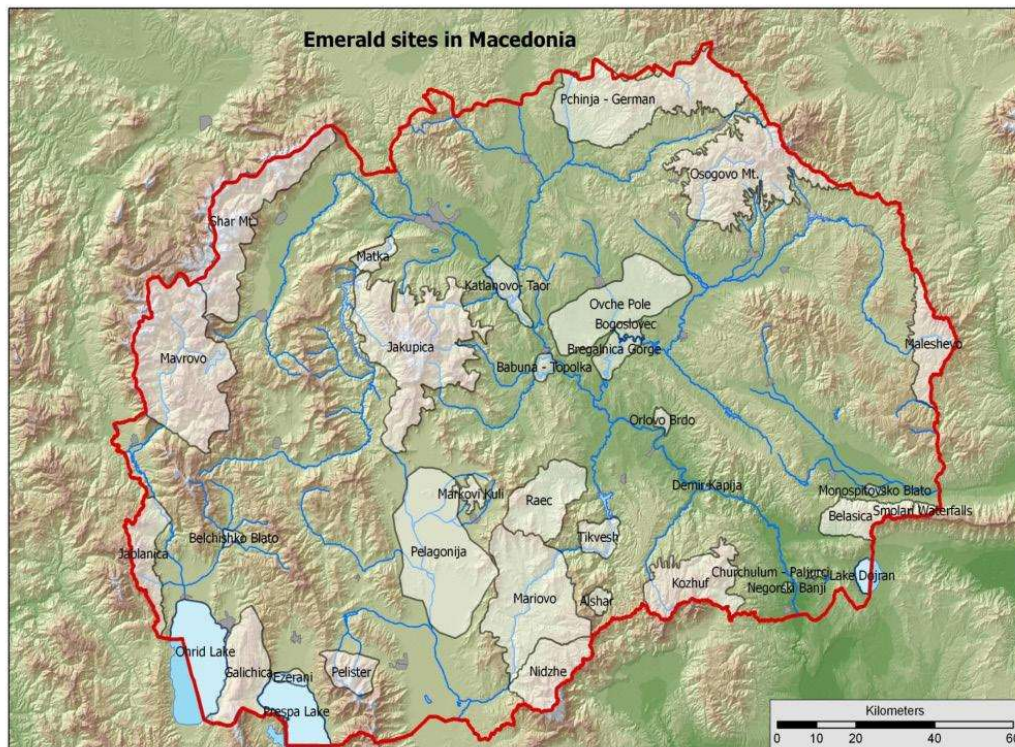 Emerald sites in Macedonia
Pchinja - German
Osogovo Mt.
Shar Mt.
Matka
Katlanovo- Taor
Ovche Pole
Bogoslovec
Mavrovo
Jakupica
Bregalnica Gorge
Maleshevo
Babuna - Topolka
Orlovo Brdo
Markovi Kuli
Raec
Demir Kapija
Monospitovsko Blato
Belasica
Smolari Waterfalls
Jablanica
Belchishko Blato
Pelagonija
Tikvesh
Kozhuf
Churchulum - Paljurci
Lake Dojran
Negorski Banji
Mariovo
Alshar
Ohrid Lake
Galichica
Ezerani
Pelister
Nidzhe
Prespa Lake
Kilometers
0 10 20 40 60